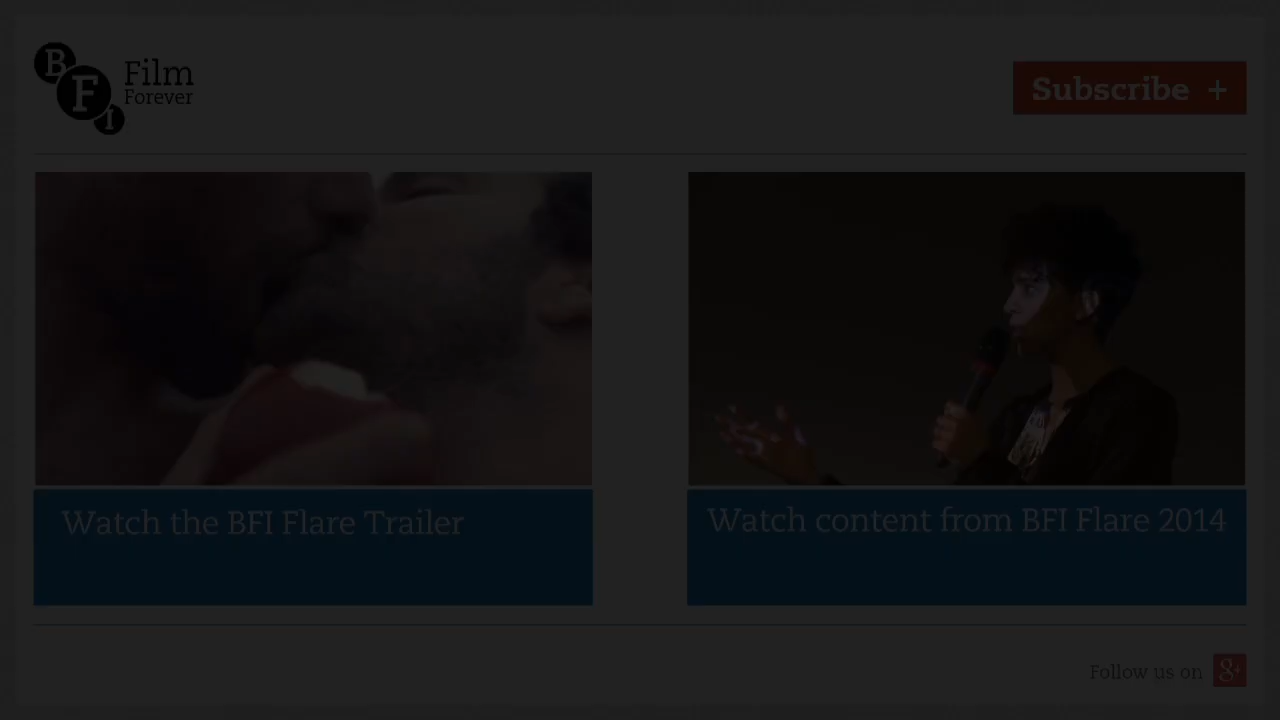 BFI
Film
Forever
Subscribe +
Watch the BFI Flare Trailer
Watch content from BFI Flare 2014
Follow us on g+